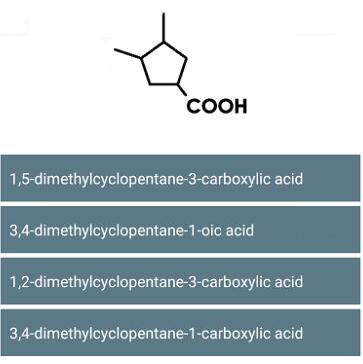 COOH
1,5-dimethylcyclopentane-3-carboxylic acid
3,4-dimethylcyclopentane-1-oic acid
1,2-dimethylcyclopentane-3-carboxylic acid
3,4-dimethylcyclopentane-1-carboxylic acid